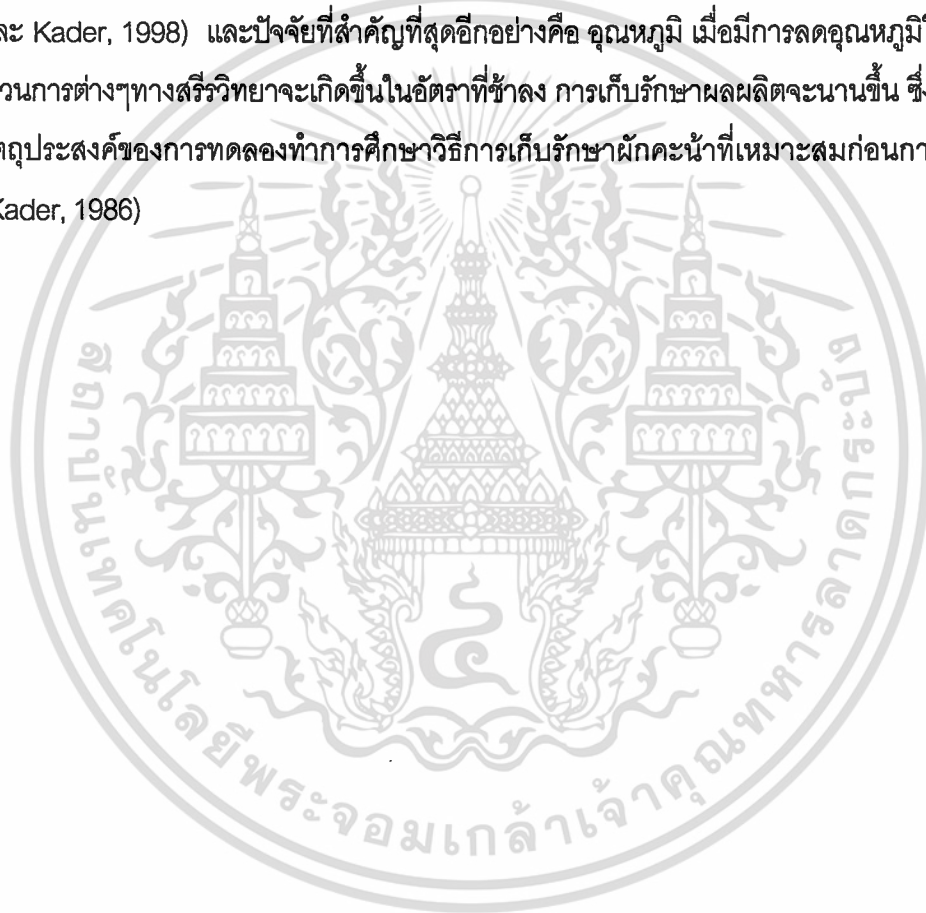 ละ Kader, 1998) และปัจจัยที่สำคัญที่สุดอีกอย่างคือ อุณหภูมิ เมื่อมีการลดอุณหภูมิ
วนการต่างๆทางสรีรวิทยาจะเกิดขึ้นในอัตราที่ช้าลง การเก็บรักษาผลผลิตจะนานขึ้น ซึ่
ตถุประสงค์ของการทดลองทำการศึกษาวิธีการเก็บรักษาผักคะน้าที่เหมาะสมก่อนกา
Kader, 1986)
สถาบันเทคโนโลยีพระจอมเกล้าเจ้าคุณทหารลาดกระบัง
๔